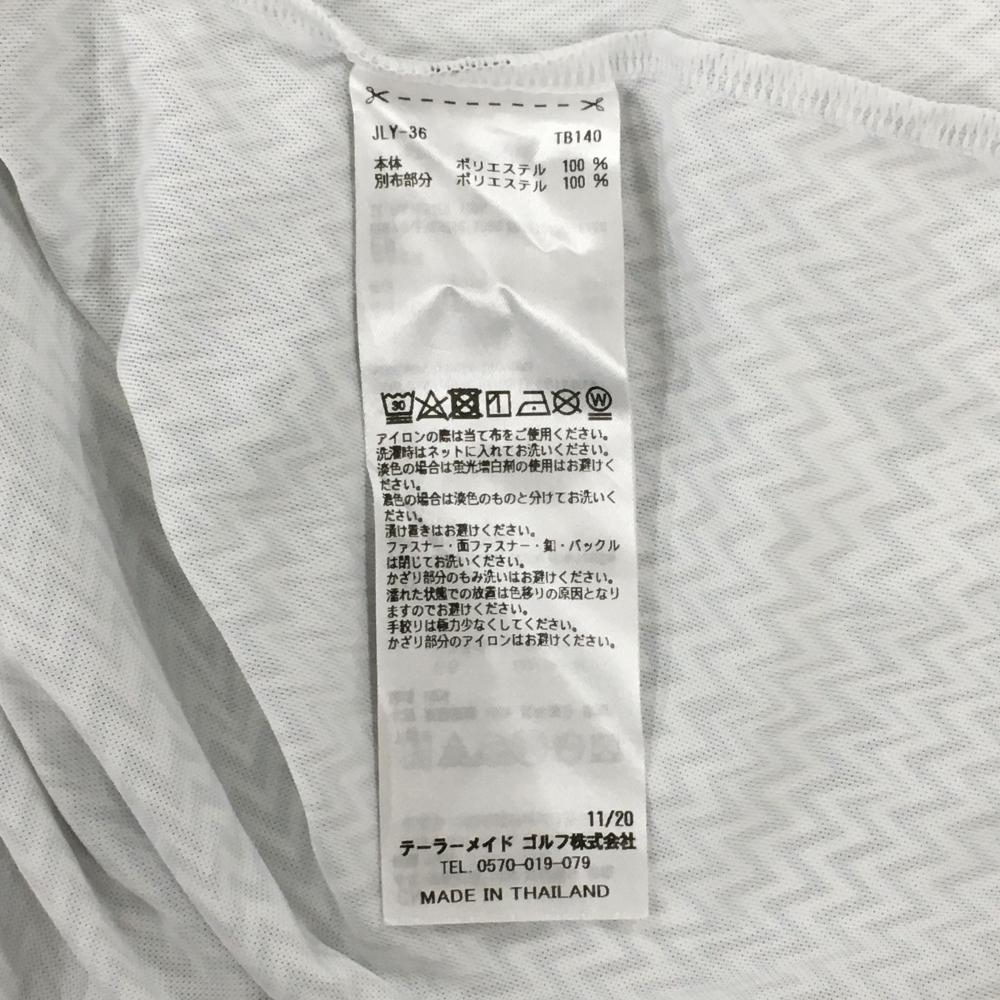 JLY-36 TB140
本体 ポリエステル 100 %
別布部分 ポリエステル 100 %
30 W
アイロンの際は当て布をご使用ください。
洗濯時はネットに入れてお洗いください。
淡色の場合は蛍光増白剤の使用はお避けく
ださい。
濃色の場合は淡色のものと分けてお洗いく
ださい。
漬け置きはお避けください。
ファスナー・面ファスナー・釦・バックル
は閉じてお洗いください。
かざり部分のもみ洗いはお避けください。
濡れた状態での放置は色移りの原因となり
ますのでお避けください。
手絞りは極力少なくしてください。
かざり部分のアイロンはお避けください。
11/20
テーラーメイド ゴルフ株式会社
TEL. 0570-019-079
MADE IN THAILAND